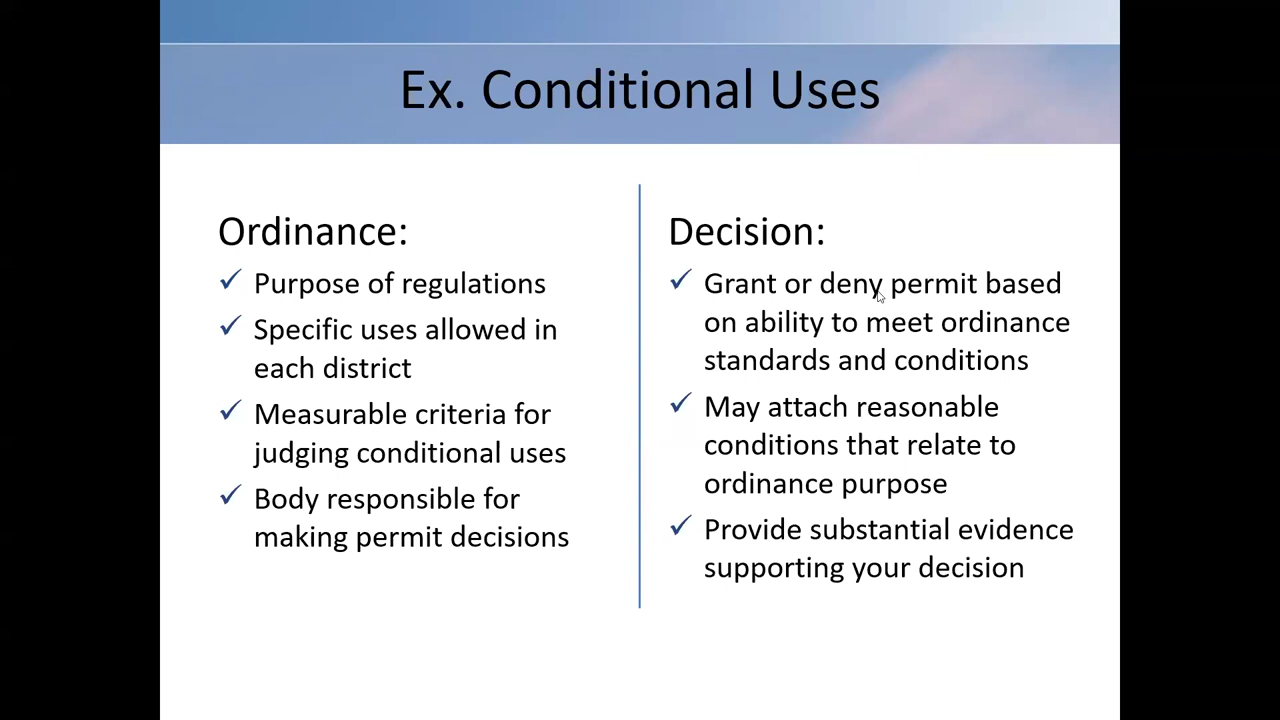 Ex. Conditional Uses
Ordinance:
✓ Purpose of regulations
✓ Specific uses allowed in
each district
✓ Measurable criteria for
judging conditional uses
✓ Body responsible for
making permit decisions
Decision:
✓ Grant or deny permit based
on ability to meet ordinance
standards and conditions
✓ May attach reasonable
conditions that relate to
ordinance purpose
✓ Provide substantial evidence
supporting your decision